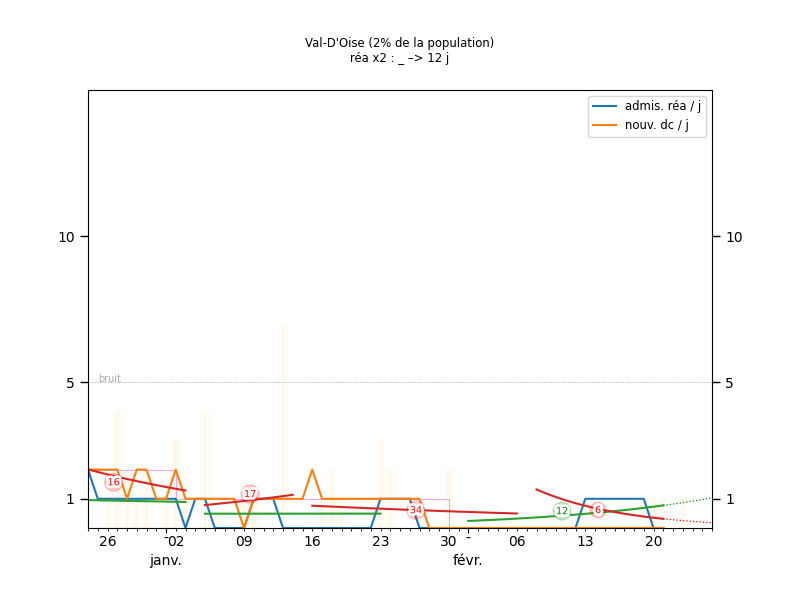 Val-D'Oise (2% de la population)
réa x2 : _ –> 12 j
admis. réa / j
nouv. dc / j
10
10
bruit
5
5
16
17
34
12
6
1
1
26
02
09
16
23
30
06
13
20
janv.
févr.